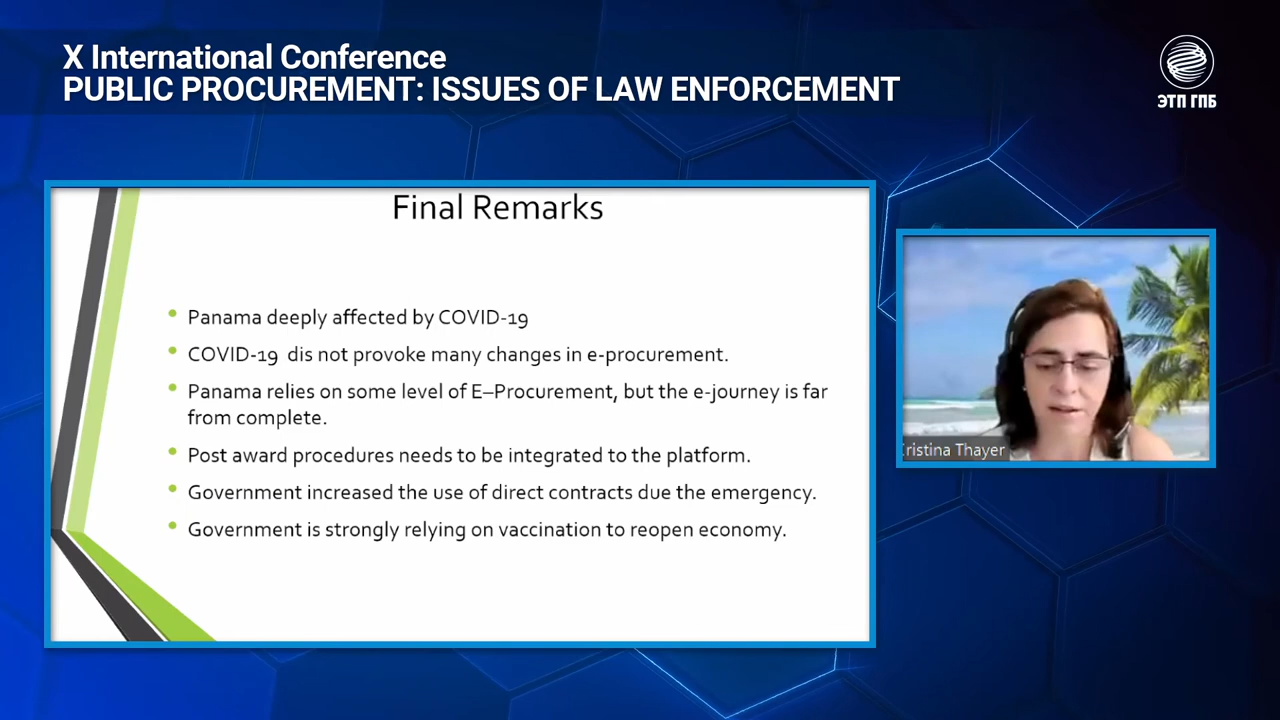 X International Conference
PUBLIC PROCUREMENT: ISSUES OF LAW ENFORCEMENT
ЭТП ГПБ
Final Remarks
• Panama deeply affected by COVID-19
• COVID-19 dis not provoke many changes in e-procurement.
• Panama relies on some level of E–Procurement, but the e-journey is far
from complete.
• Post award procedures needs to be integrated to the platform.
• Government increased the use of direct contracts due the emergency.
• Government is strongly relying on vaccination to reopen economy.
ristina Thayer